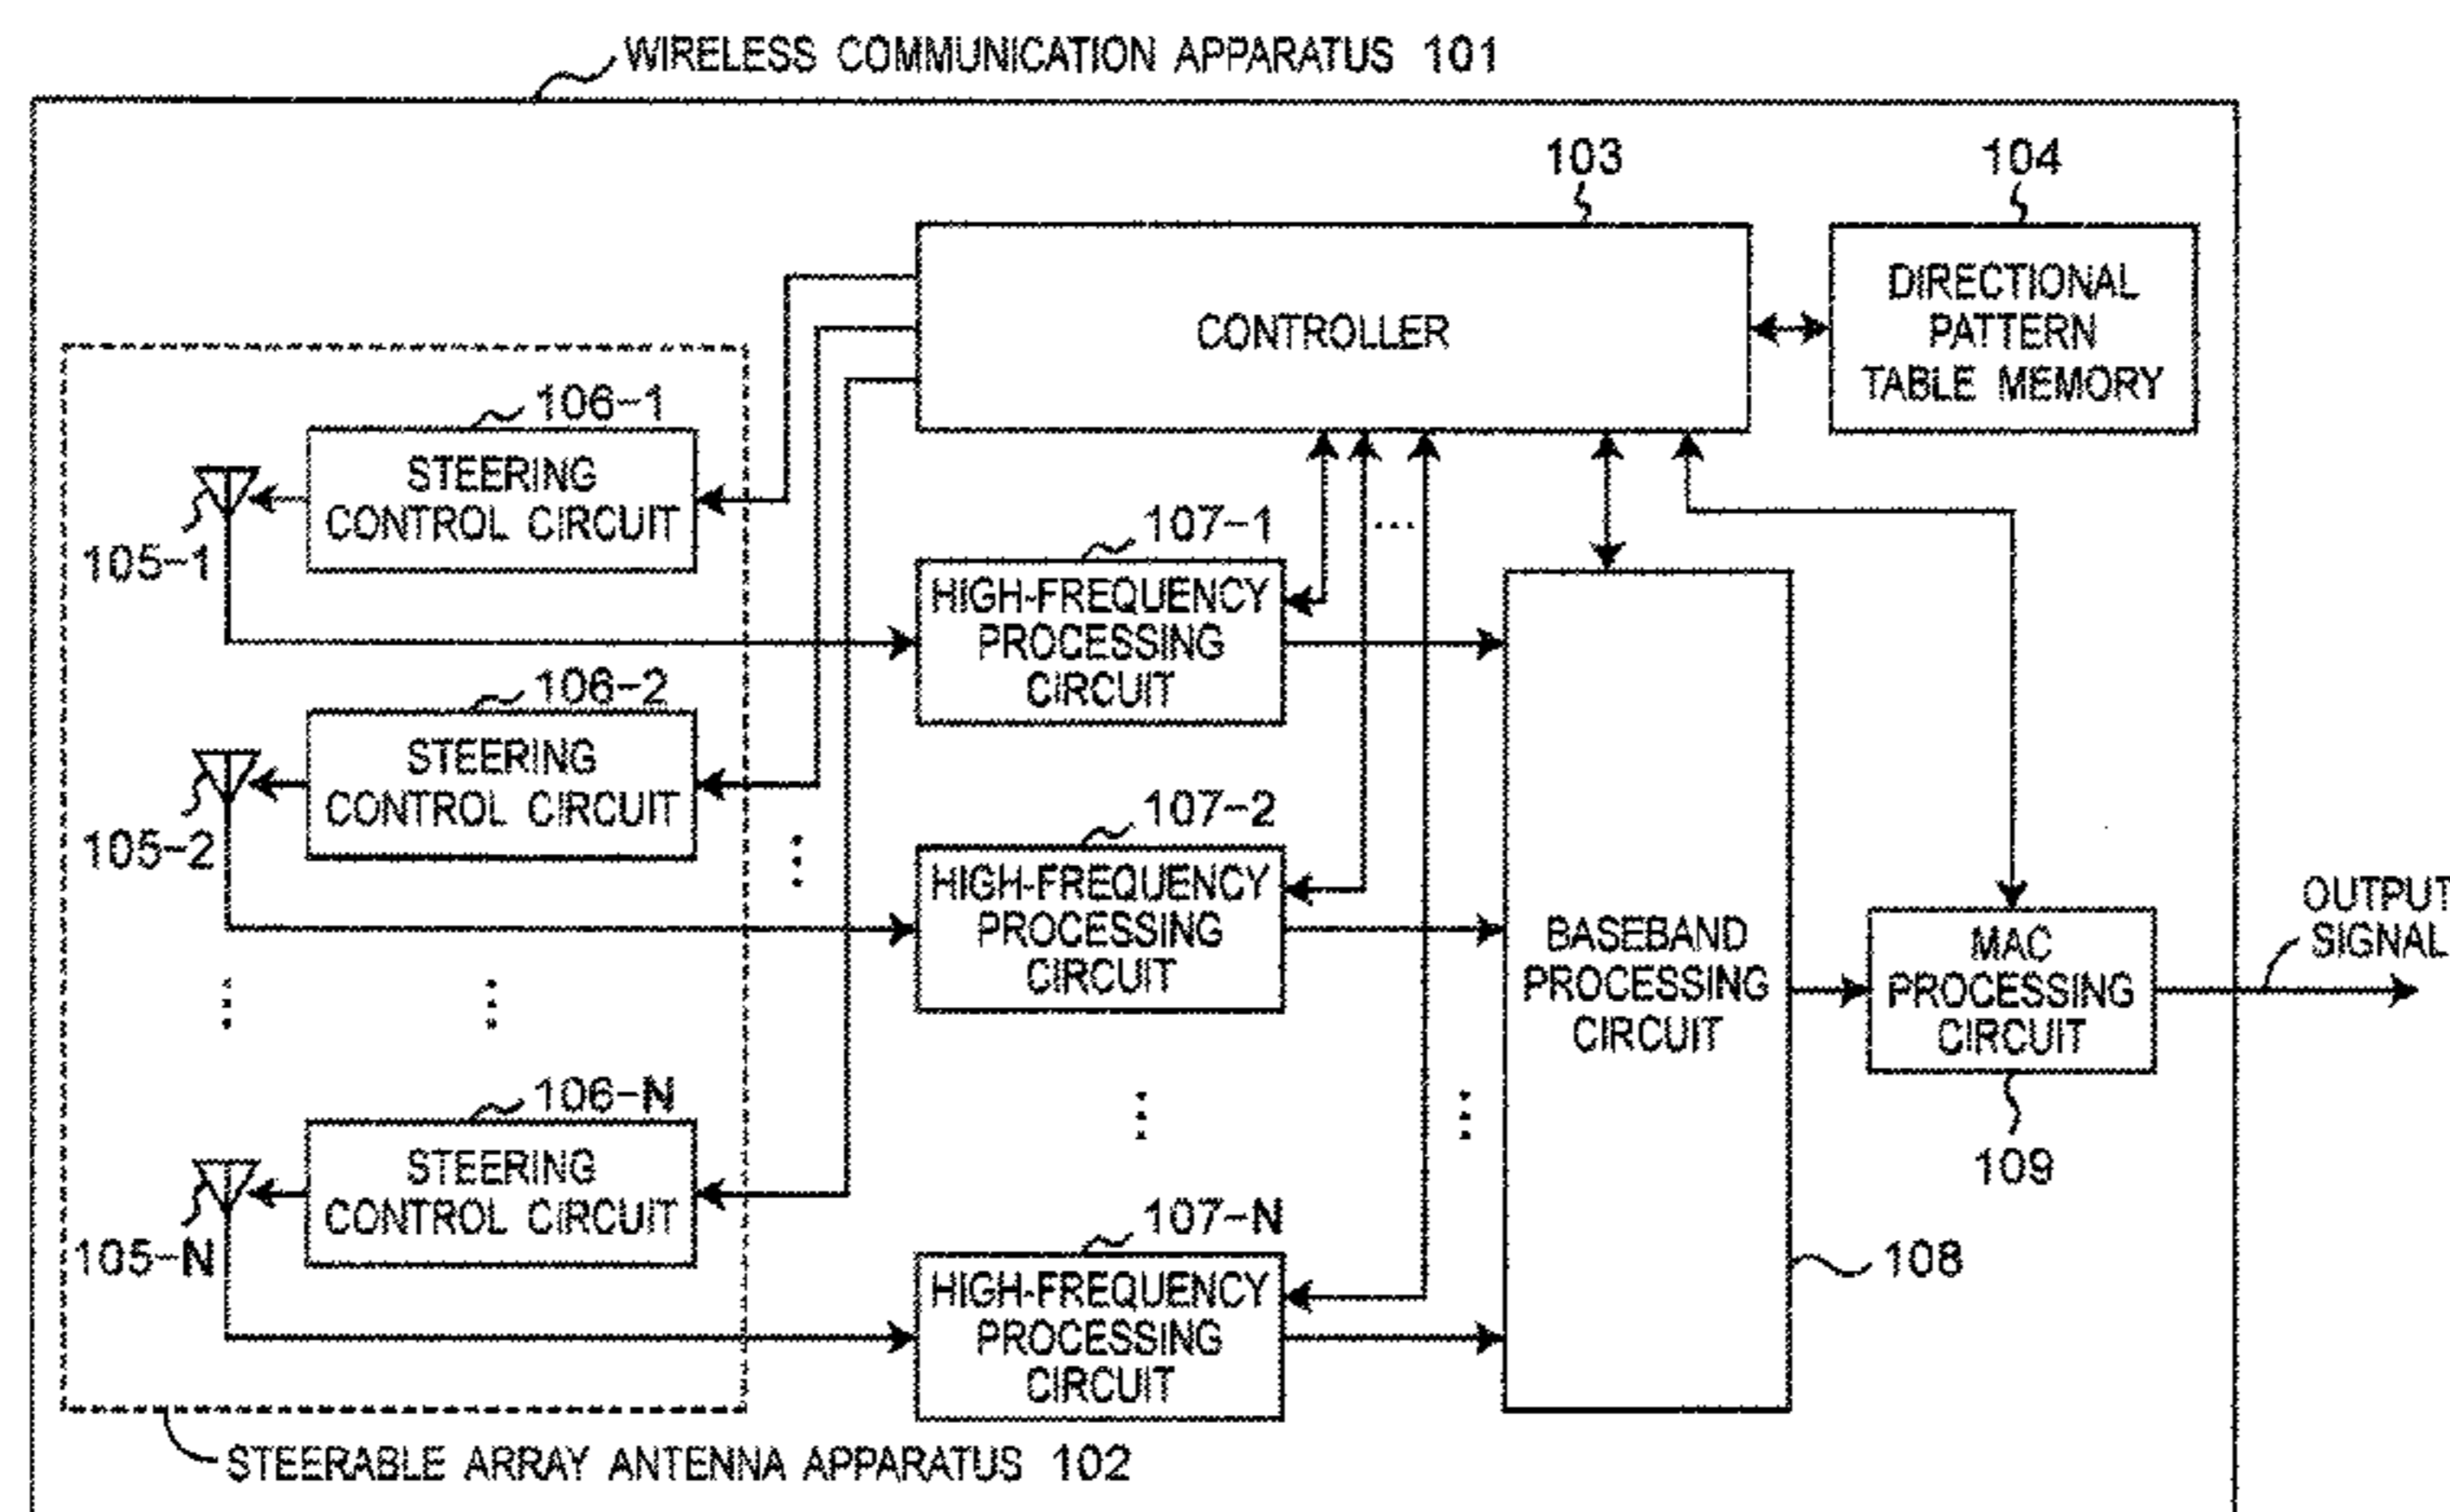 WIRELESS COMMUNICATION APPARATUS 101
103
104
CONTROLLER
DIRECTIONAL
PATTERN
TABLE MEMORY
106-1
STEERING
CONTROL CIRCUIT
105-1
107-1
...
HIGH-FREQUENCY
PROCESSING
CIRCUIT
106-2
STEERING
CONTROL CIRCUIT
105-2
107-2
HIGH-FREQUENCY
PROCESSING
CIRCUIT
BASEBAND
PROCESSING
CIRCUIT
MAC
PROCESSING
CIRCUIT
OUTPUT
SIGNAL
106-N
STEERING
CONTROL CIRCUIT
105-N
107-N
HIGH-FREQUENCY
PROCESSING
CIRCUIT
109
108
STEERABLE ARRAY ANTENNA APPARATUS 102